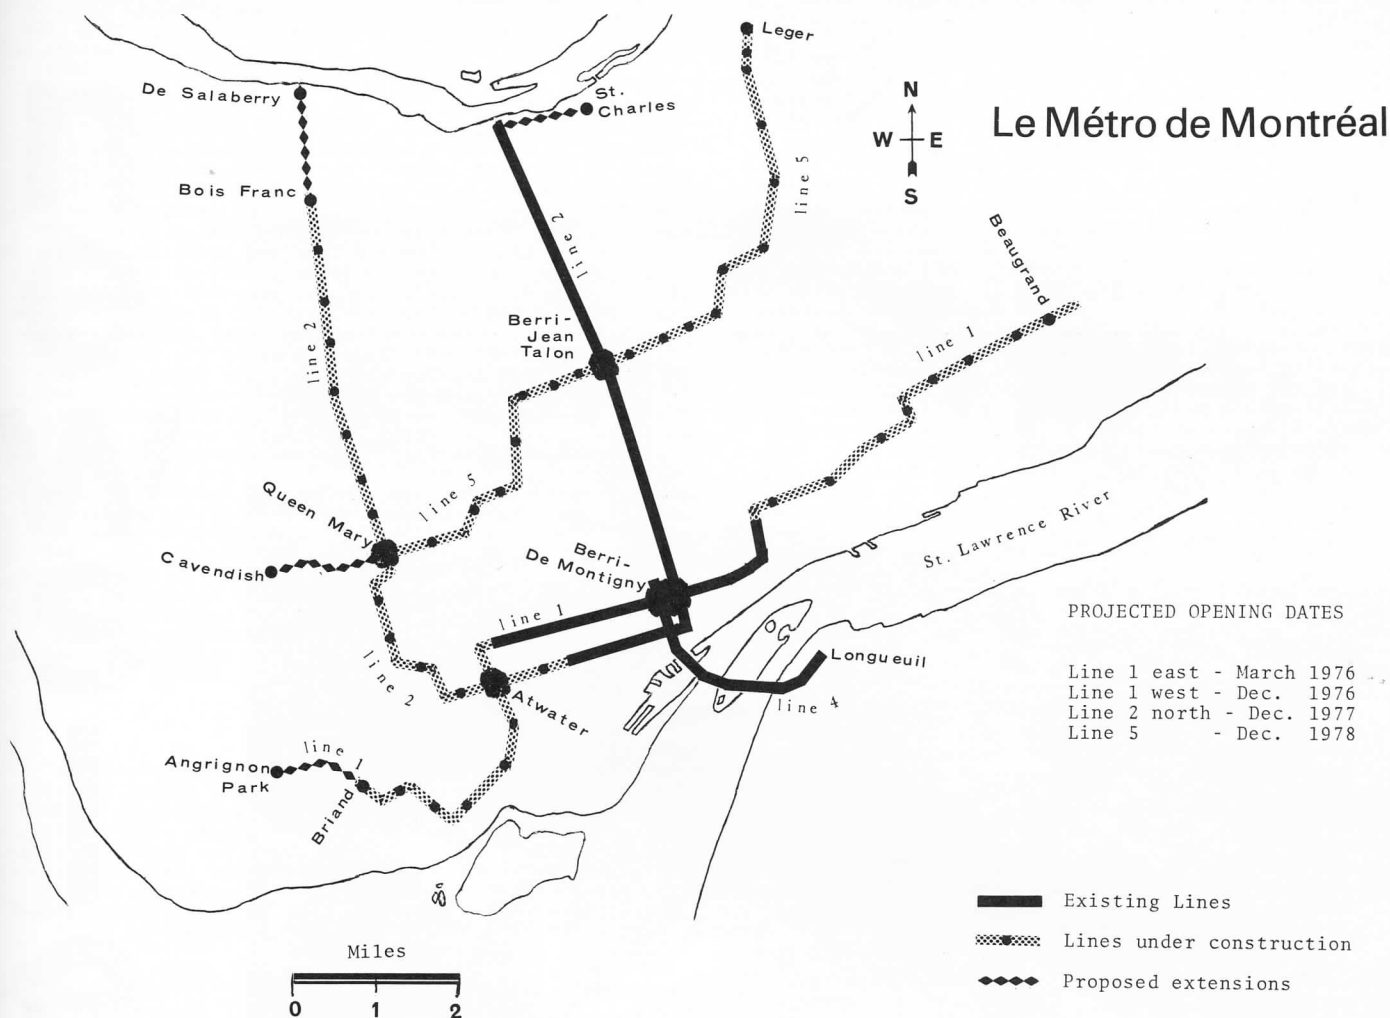 Leger
N
Le Métro de Montréal
De Salaberry
St.
Charles
W E
S
Bois Franc
line 5
line 2
Beaugrand
Berri-
Jean
Talon
line 2
line 1
Queen Mary
line 5
St. Lawrence River
Cavendish
Berri-
De Montigny
line 1
PROJECTED OPENING DATES
Longueuil
line 2
Line 1 east - March 1976
Line 1 west - Dec. 1976
Line 2 north - Dec. 1977
Line 5 - Dec. 1978
Atwater
line 4
line 1
Angrignon
Park
Briand
Existing Lines
Lines under construction
Proposed extensions
Miles
0 1 2